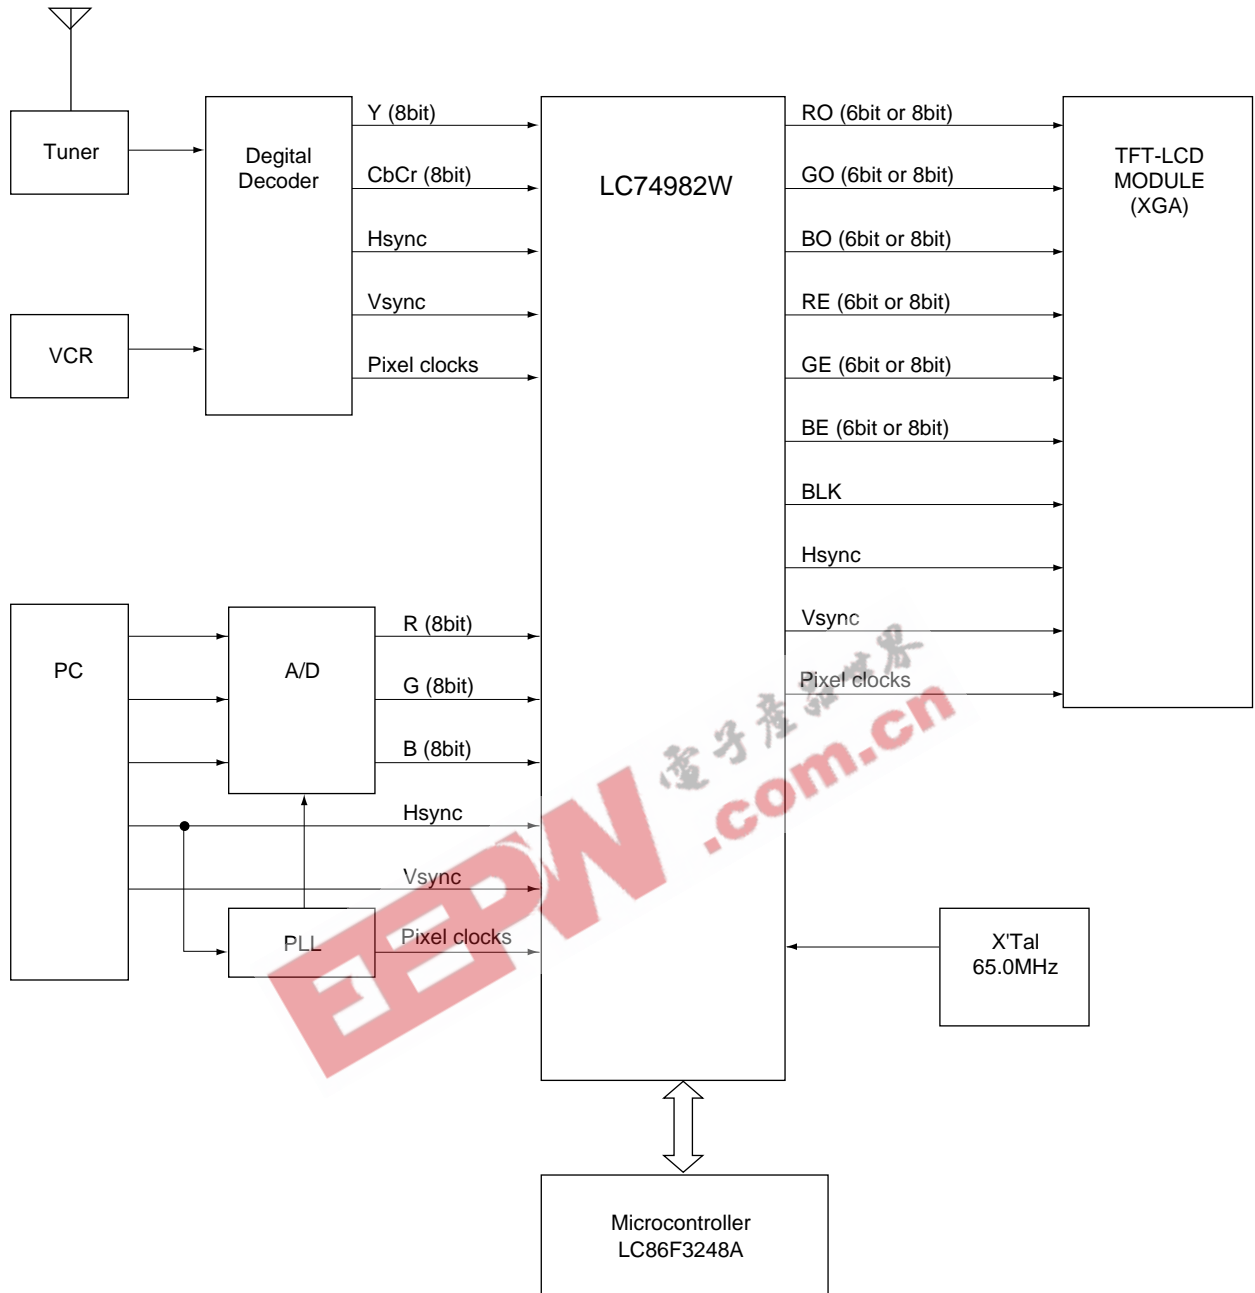 Tuner
VCR
Degital
Decoder
Y (8bit)
CbCr (8bit)
Hsync
Vsync
Pixel clocks
LC74982W
RO (6bit or 8bit)
GO (6bit or 8bit)
BO (6bit or 8bit)
RE (6bit or 8bit)
GE (6bit or 8bit)
BE (6bit or 8bit)
BLK
Hsync
Vsync
Pixel clocks
TFT-LCD
MODULE
(XGA)
PC
A/D
R (8bit)
G (8bit)
B (8bit)
Hsync
Vsync
PLL
Pixel clocks
X'Tal
65.0MHz
Microcontroller
LC86F3248A
EEPW
電子産品世界
.com.cn